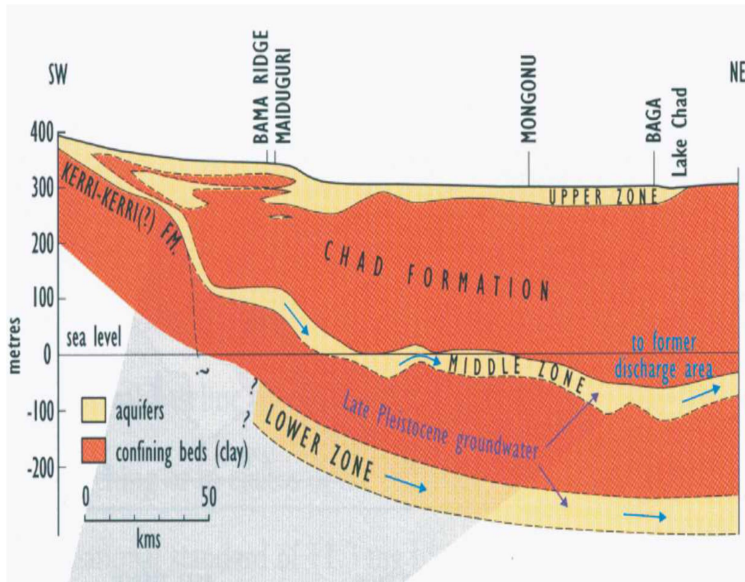 SW
BAMA RIDGE
MAIDUGURI
MONGONU
BAGA
Lake Chad
NE
400
300
200
100
0
-100
-200
metres
KERRI-KERRI(?) FM.
UPPER ZONE
CHAD FORMATION
sea level
to former
discharge area
MIDDLE ZONE
?
?
?
Late Pleistocene groundwater
LOWER ZONE
aquifers
confining beds (clay)
0 50
kms